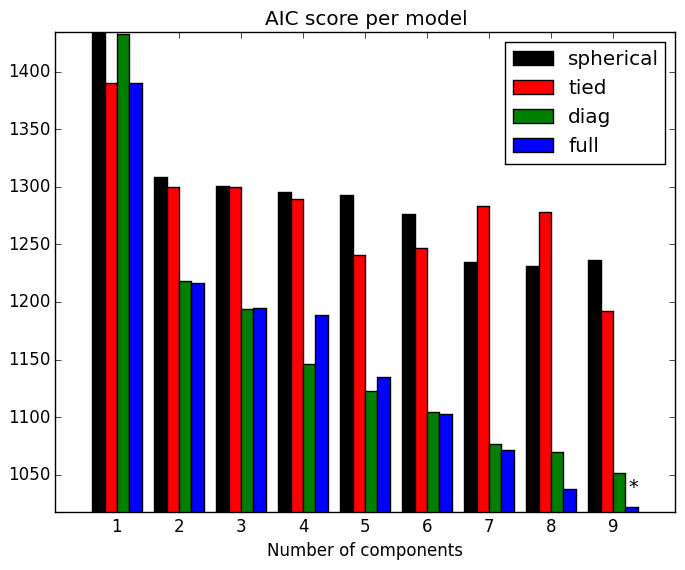 AIC score per model
spherical
tied
diag
full
1400
1350
1300
1250
1200
1150
1100
1050
*
1 2 3 4 5 6 7 8 9
Number of components